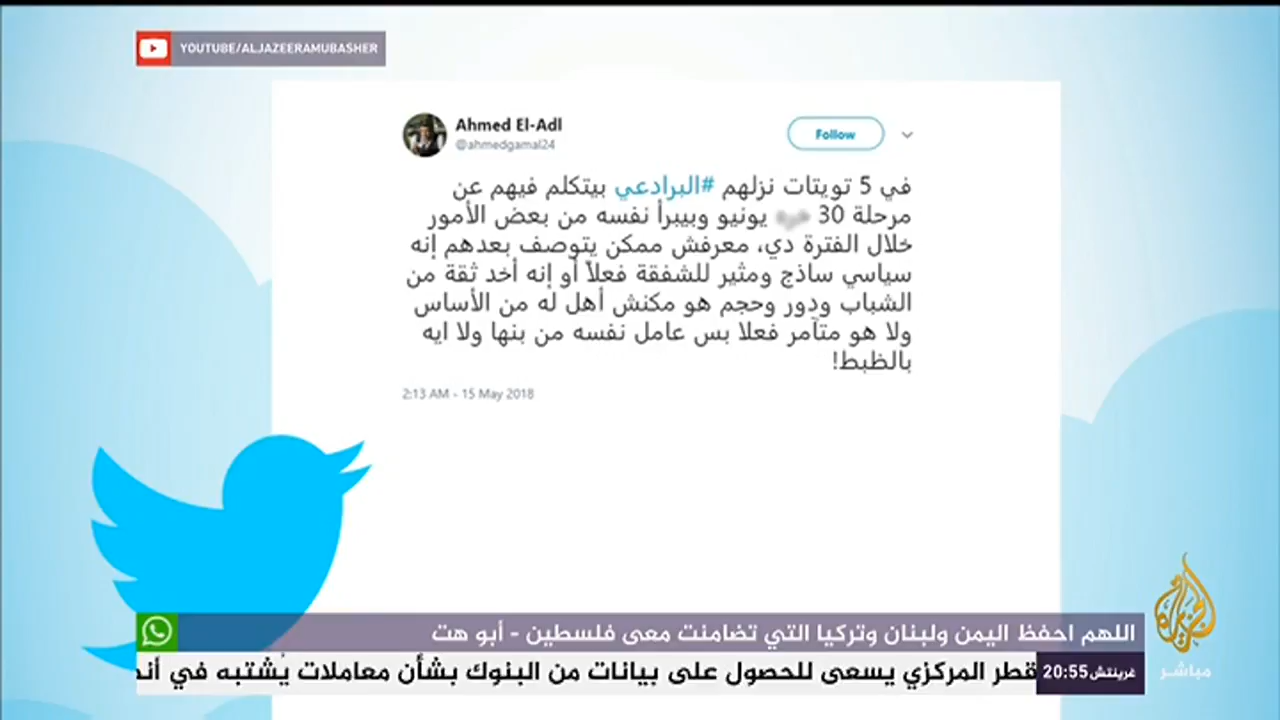 YOUTUBE/ALJAZEERAMUBASHER
Ahmed El-Adl
@ahmedgamal24
Follow
في 5 تويتات نزلهم #البرادعي بيتكلم فيهم عن
مرحلة 30 يونيو وبيبرأ نفسه من بعض الأمور
خلال الفترة دي، معرفش ممكن يتوصف بعدهم إنه
سياسي ساذج ومثير للشفقة فعلاً أو إنه أخد ثقة من
الشباب ودور وحجم هو مكنش أهل له من الأساس
ولا هو متآمر فعلا بس عامل نفسه من بنها ولا ايه
بالظبط!
2:13 AM - 15 May 2018
اللهم احفظ اليمن ولبنان وتركيا التي تضامنت معى فلسطين - أبو هت
غرينتش 20:55
قطر المركزي يسعى للحصول على بيانات من البنوك بشأن معاملات يُشتبه في
الجزيرة
مباشر